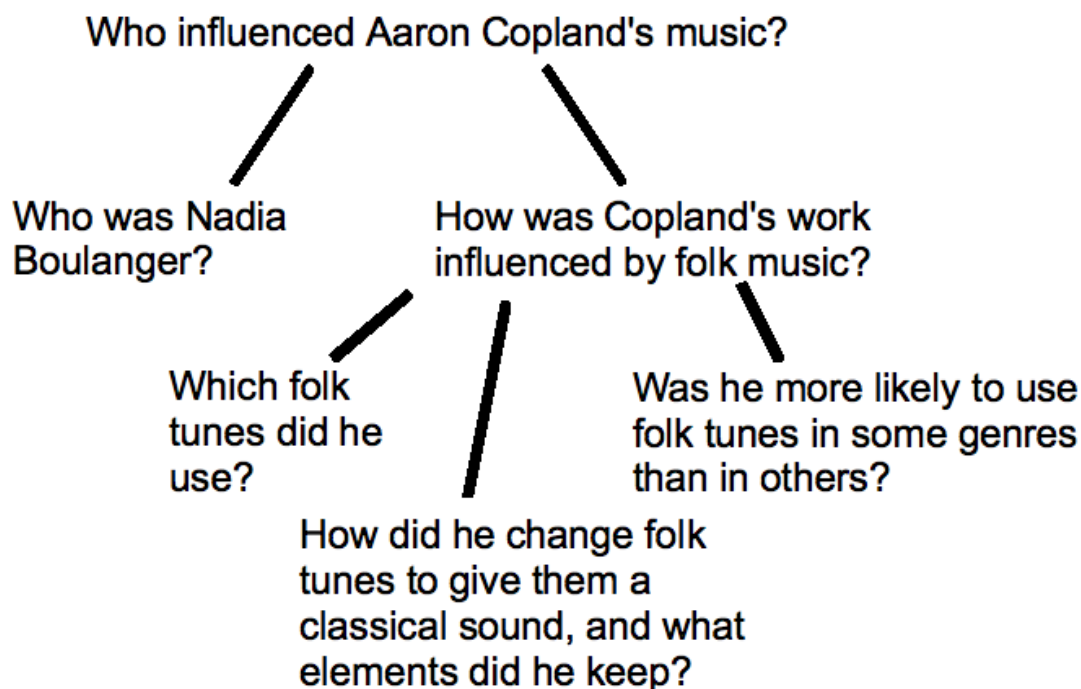 Who influenced Aaron Copland's music?
Who was Nadia
Boulanger?
How was Copland's work
influenced by folk music?
Which folk
tunes did he
use?
How did he change folk
tunes to give them a
classical sound, and what
elements did he keep?
Was he more likely to use
folk tunes in some genres
than in others?